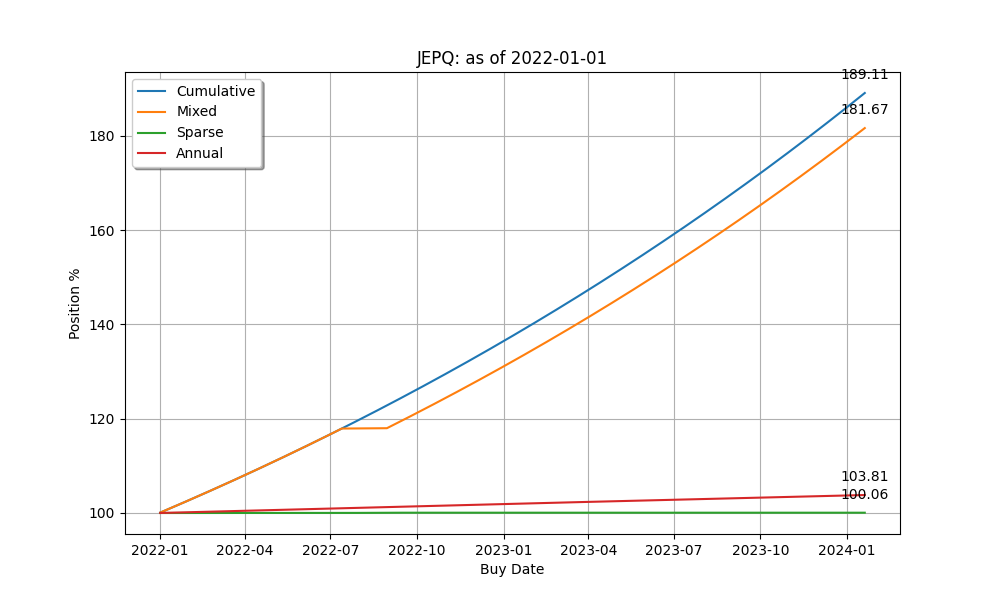 JEPQ: as of 2022-01-01
189.11
181.67
Cumulative
Mixed
Sparse
Annual
180
160
140
120
100
Position %
103.81
100.06
2022-01
2022-04
2022-07
2022-10
2023-01
2023-04
2023-07
2023-10
2024-01
Buy Date